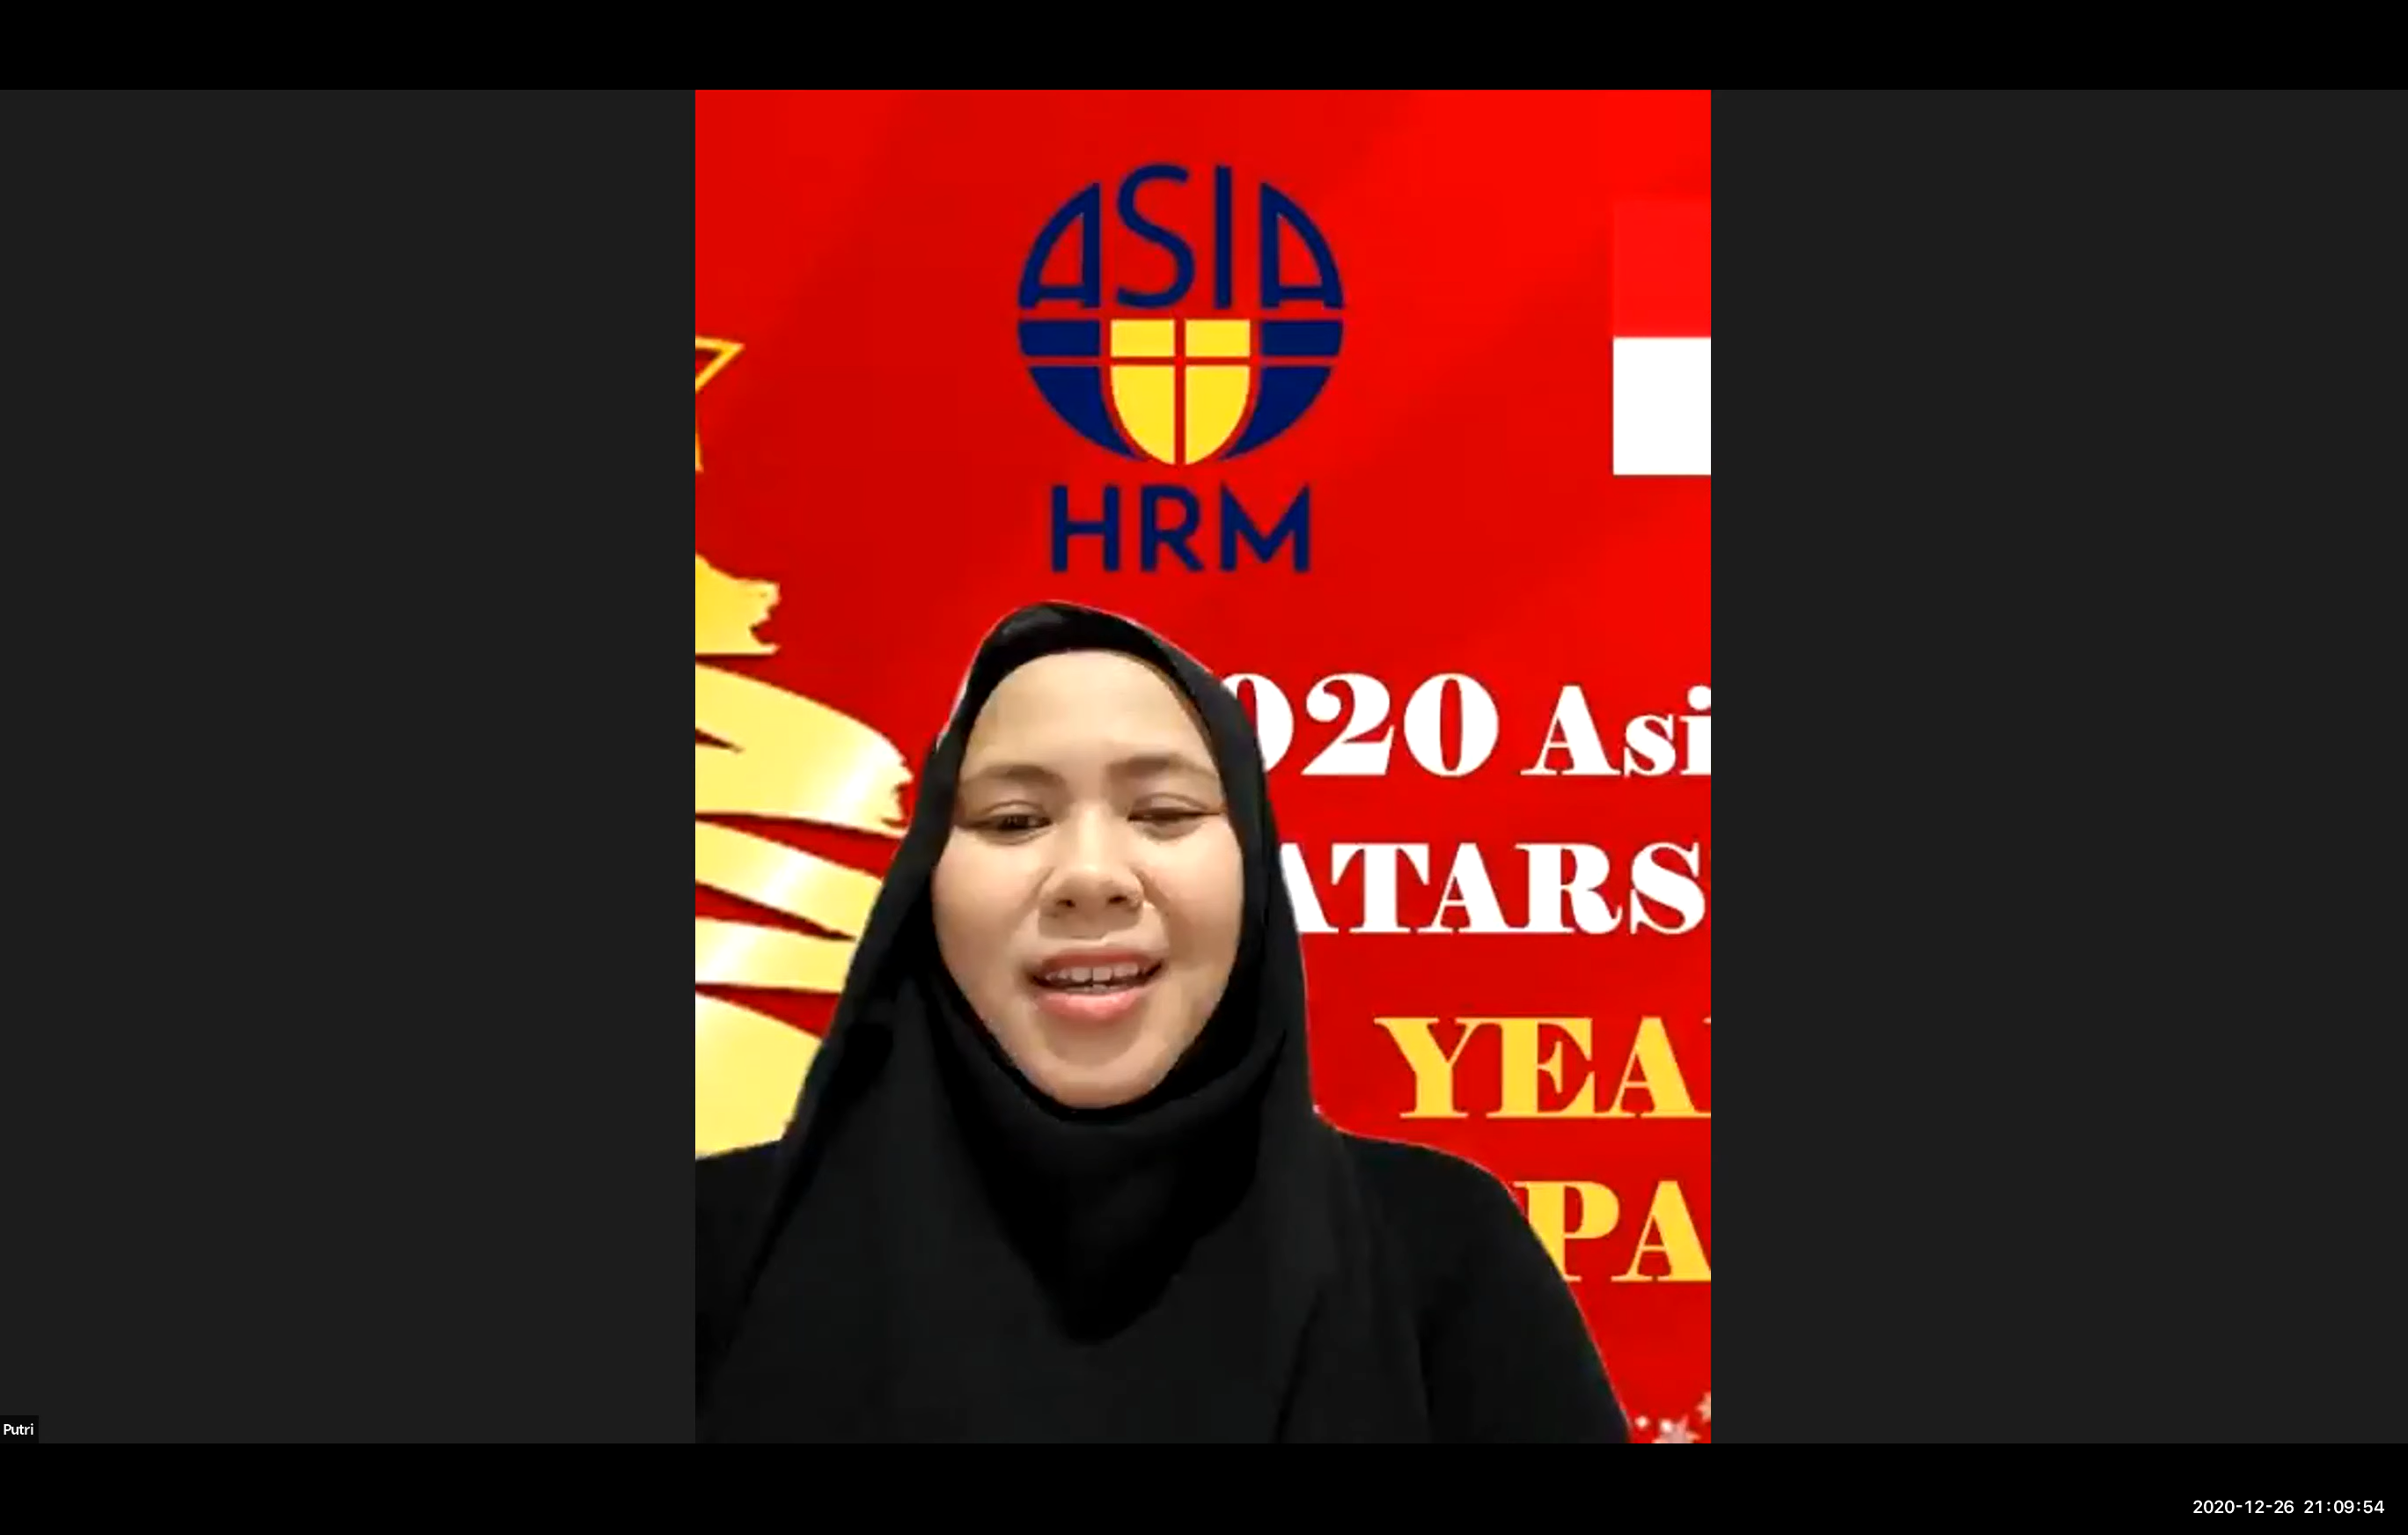 ASIA
HRM
020 Asi
ATARS
YEA
PA
Putri
2020-12-26 21:09:54